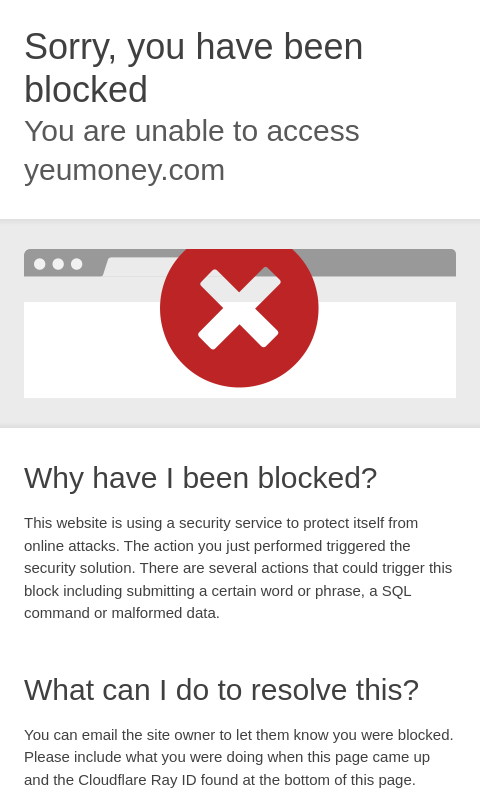 Sorry, you have been
blocked
You are unable to access
yeumoney.com
Why have I been blocked?
This website is using a security service to protect itself from
online attacks. The action you just performed triggered the
security solution. There are several actions that could trigger this
block including submitting a certain word or phrase, a SQL
command or malformed data.
What can I do to resolve this?
You can email the site owner to let them know you were blocked.
Please include what you were doing when this page came up
and the Cloudflare Ray ID found at the bottom of this page.